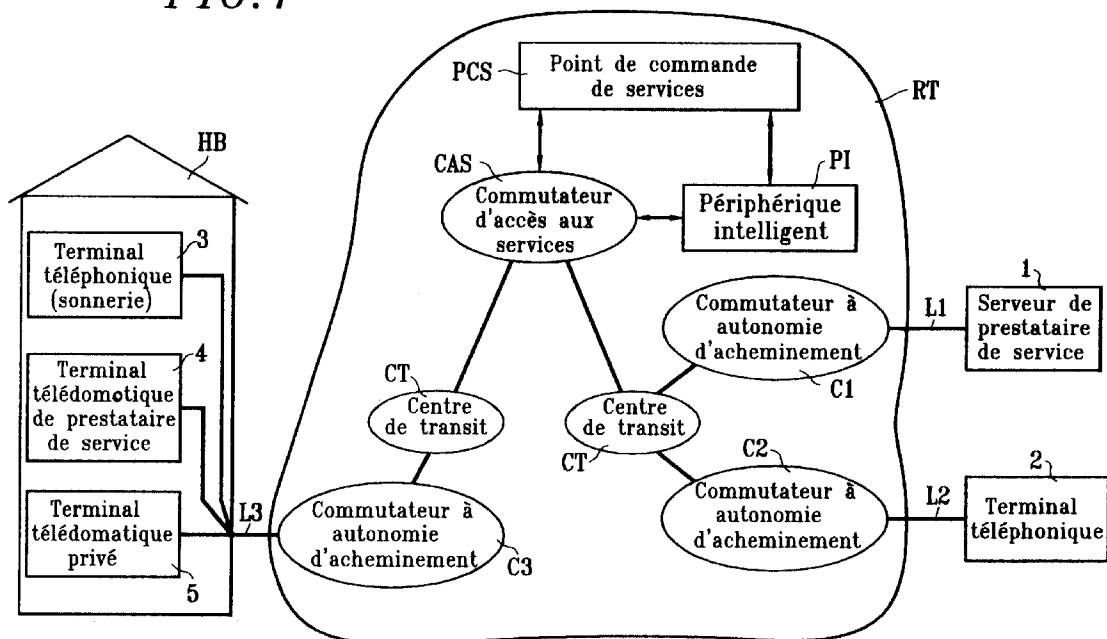 FIG.1
PCS
Point de commande
de services
RT
HB
CAS
Commutateur
d'accès aux
services
PI
Périphérique
intelligent
3
Terminal
téléphonique
(sonnerie)
4
Terminal
télédomotique
de prestataire
de service
Terminal
télédomatique
privé
5
L3
CT
Centre
de transit
Commutateur à
autonomie
d'acheminement
C3
Centre
de transit
CT
Commutateur à
autonomie
d'acheminement
C1
L1
1
Serveur de
prestataire
de service
C2
Commutateur à
autonomie
d'acheminement
L2
2
Terminal
téléphonique